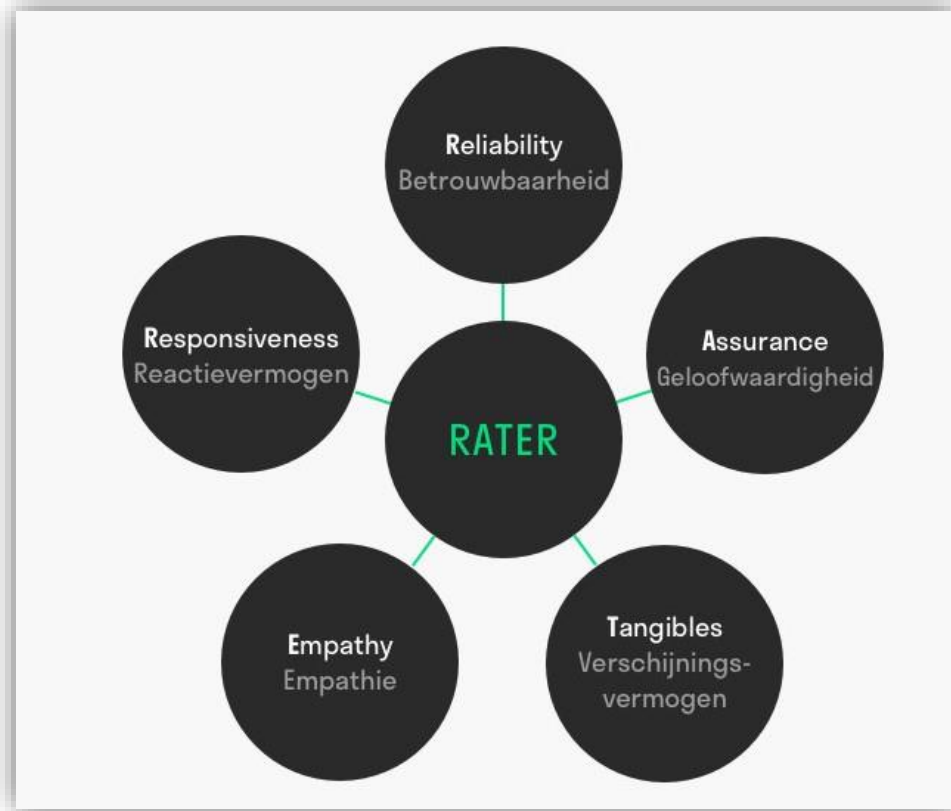 Reliability
Betrouwbaarheid
Responsiveness
Reactievermogen
Assurance
Geloofwaardigheid
RATER
Empathy
Empathie
Tangibles
Verschijnings-
vermogen